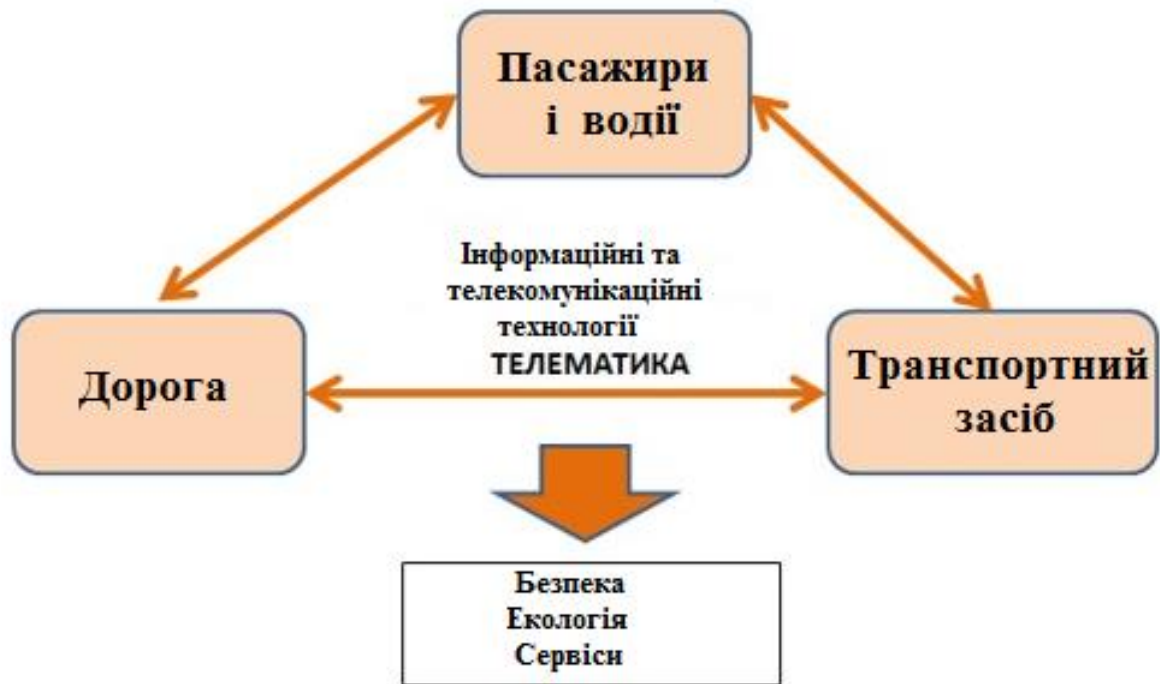 Пасажири
і водії
Інформаційні та
телекомунікаційні
технології
ТЕЛЕМАТИКА
Дорога
Транспортний
засіб
Безпека
Екологія
Сервіси